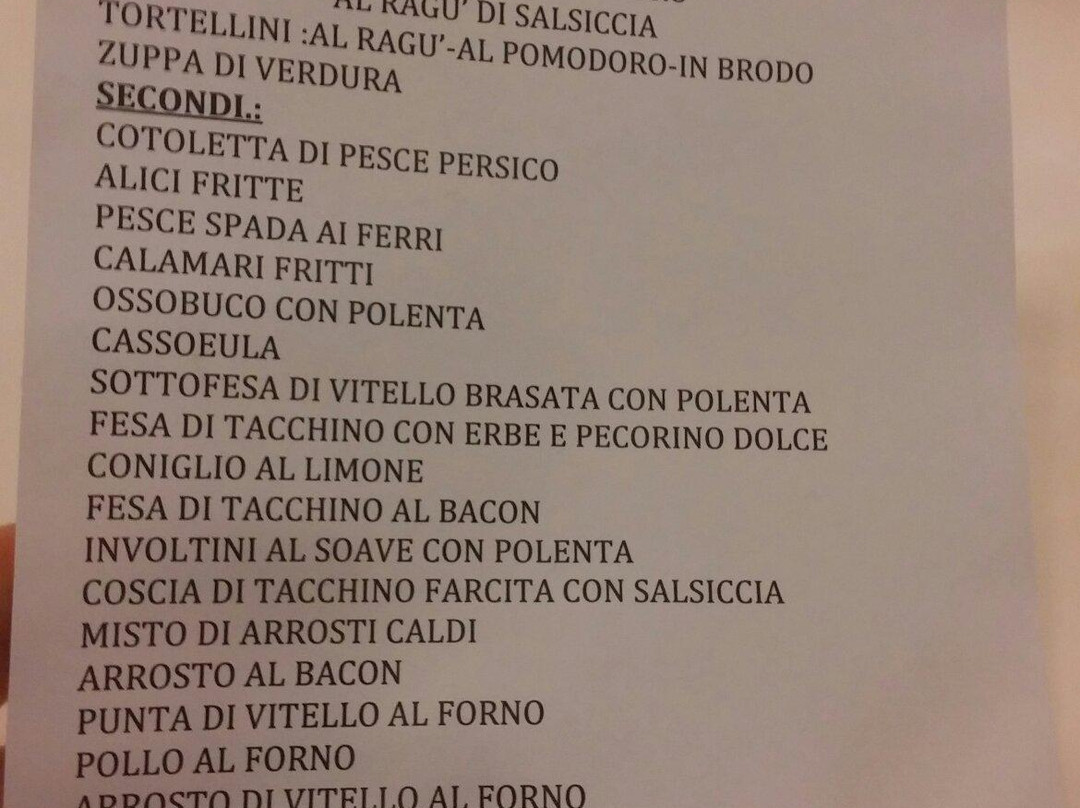 AL RAGU' DI SALSICCIA
TORTELLINI :AL RAGU'-AL POMODORO-IN BRODO
ZUPPA DI VERDURA
SECONDI.:
COTOLETTA DI PESCE PERSICO
ALICI FRITTE
PESCE SPADA AI FERRI
CALAMARI FRITTI
OSSOBUCO CON POLENTA
CASSOEULA
SOTTOFESA DI VITELLO BRASATA CON POLENTA
FESA DI TACCHINO CON ERBE E PECORINO DOLCE
CONIGLIO AL LIMONE
FESA DI TACCHINO AL BACON
INVOLTINI AL SOAVE CON POLENTA
COSCIA DI TACCHINO FARCITA CON SALSICCIA
MISTO DI ARROSTI CALDI
ARROSTO AL BACON
PUNTA DI VITELLO AL FORNO
POLLO AL FORNO
ARROSTO DI VITELLO AL FORNO